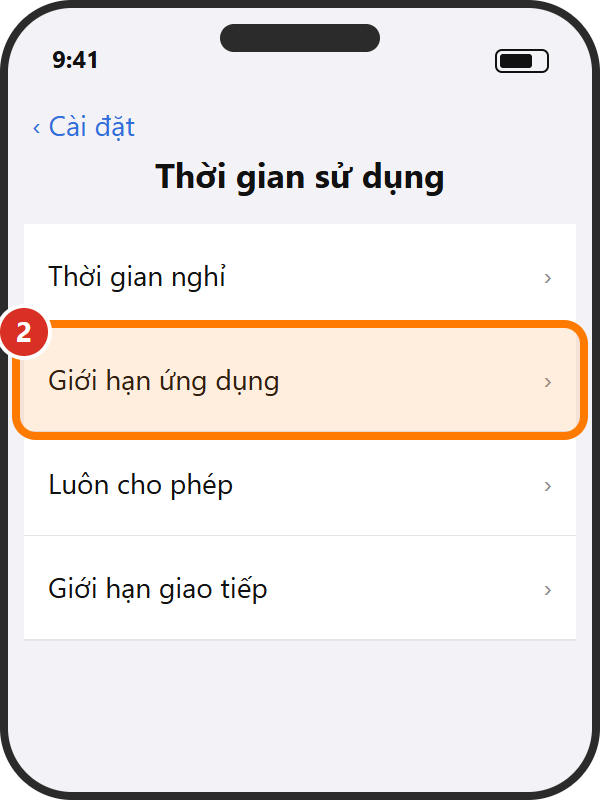 9:41
‹ Cài đặt
Thời gian sử dụng
Thời gian nghỉ ›
2
Giới hạn ứng dụng ›
Luôn cho phép ›
Giới hạn giao tiếp ›